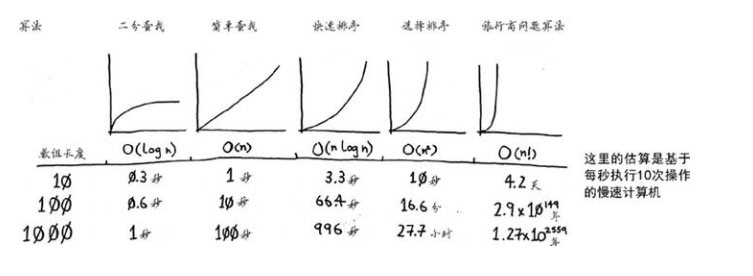 算法 二分查找 简单查找 快速排序 选择排序 旅行商问题算法
数组长度 O(log n) O(n) O(n log n) O(n²) O(n!)
10 0.3秒 1秒 3.3秒 10秒 4.2天
100 0.6秒 10秒 66.4秒 16.6分 2.9x10¹⁴⁹年
1000 1秒 100秒 996秒 27.7小时 1.27x10²⁵⁵⁹年
这里的估算是基于
每秒执行10次操作
的慢速计算机